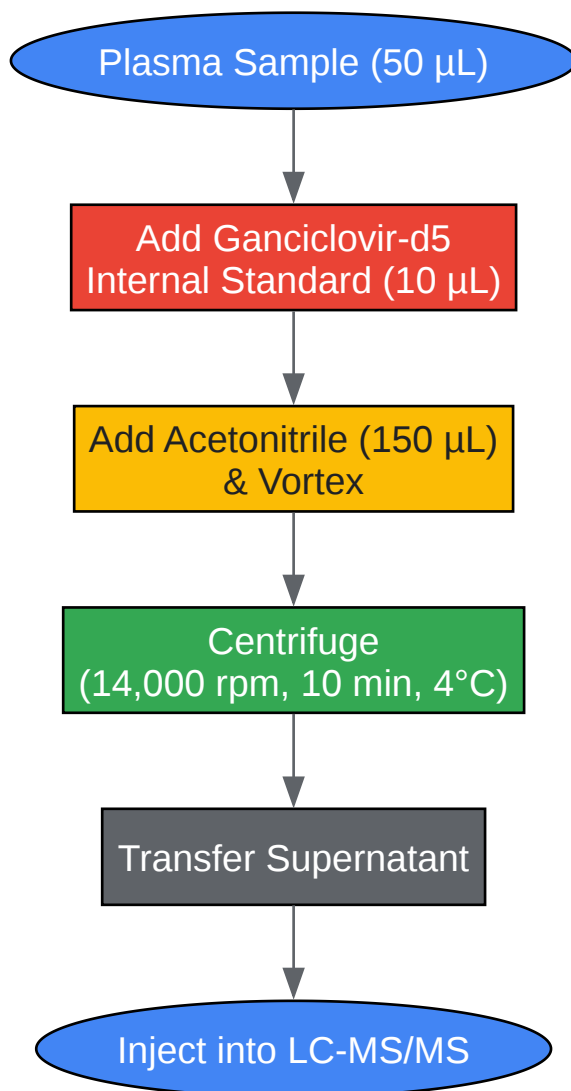 Plasma Sample (50 µL)
Add Ganciclovir-d5
Internal Standard (10 µL)
Add Acetonitrile (150 µL)
& Vortex
Centrifuge
(14,000 rpm, 10 min, 4°C)
Transfer Supernatant
Inject into LC-MS/MS